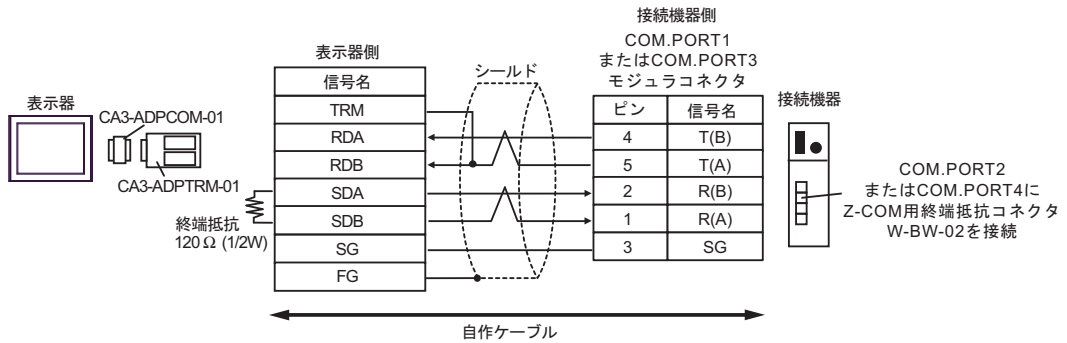 接続機器側
COM.PORT1
またはCOM.PORT3
モジュラコネクタ
表示器側
シールド
信号名
ピン 信号名
表示器
CA3-ADPCOM-01
CA3-ADPTRM-01
接続機器
TRM
RDA 4 T(B)
RDB 5 T(A)
SDA 2 R(B)
SDB 1 R(A)
SG 3 SG
FG
終端抵抗
120Ω (1/2W)
COM.PORT2
またはCOM.PORT4に
Z-COM用終端抵抗コネクタ
W-BW-02を接続
自作ケーブル